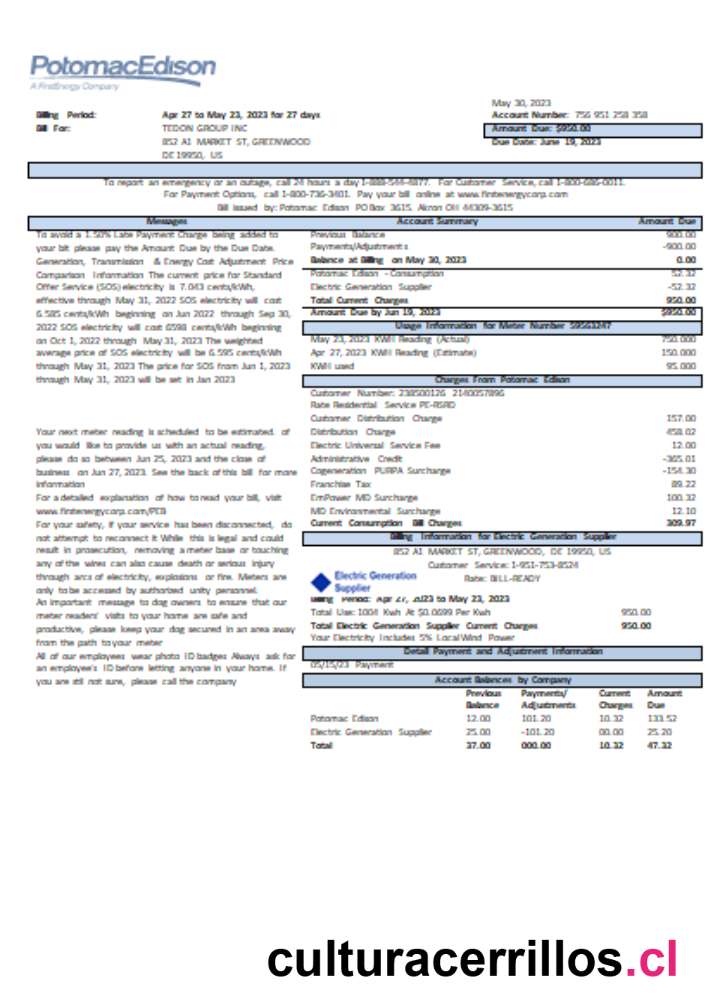 PotomacEdison
A FirstEnergy Company
May 30, 2023
Billing Period: Apr 27 to May 23, 2023 for 27 days
Account Number: 756 951 258 358
Bill For: TEDON GROUP INC
Amount Due: $950.00
852 A1 MARKET ST, GREENWOOD
Due Date: June 19, 2023
DE 19950, US
To report an emergency or an outage, call 24 hours a day 1-888-544-4877. For Customer Service, call 1-800-686-0011.
For Payment Options, call 1-800-736-3401. Pay your bill online at www.firstenergycorp.com
Bill issued by: Potomac Edison PO Box 3615, Akron OH 44309-3615
Messages
To avoid a 1.50% Late Payment Charge being added to
your bit please pay the Amount Due by the Due Date.
Generation, Transmission & Energy Cost Adjustment Price
Comparison Information The current price for Standard
Offer Service (SOS) electricity is 7.043 cents/kWh,
effective through May 31, 2022 SOS electricity will cost
6.585 cents/kWh beginning on Jun 2022 through Sep 30,
2022 SOS electricity will cost 6598 cents/kWh beginning
on Oct 1, 2022 through May 31, 2023 The weighted
average price of SOS electricity will be 6.595 cents/kWh
through May 31, 2023 The price for SOS from Jun 1, 2023
through May 31, 2023 will be set in Jan 2023
Your next meter reading is scheduled to be estimated. of
you would like to provide us with an actual reading,
please do so between Jun 25, 2023 and the close of
business on Jun 27, 2023. See the back of this bill for more
information
For a detailed explanation of how to read your bill, visit
www.firstenergycorp.com/PEB
For your safety, if your service has been disconnected, do
not attempt to reconnect it While this is legal and could
result in prosecution, removing a meter base or touching
any of the wires can also cause death or serious injury
through arcs of electricity, explosions or fire. Meters are
only to be accessed by authorized unity personnel.
An important message to dog owners to ensure that our
meter readers' visits to your home are safe and
productive, please keep your dog secured in an area away
from the path to your meter
All of our employees wear photo ID badges Always ask for
an employee's ID before letting anyone in your home. If
you are still not sure, please call the company
Account Summary Amount Due
Previous Balance 900.00
Payments/Adjustments -900.00
Balance at Billing on May 30, 2023 0.00
Potomac Edison - Consumption 52.32
Electric Generation Supplier -52.32
Total Current Charges 950.00
Amount Due by Jun 19, 2023 $950.00
Usage Information for Meter Number S9563247
May 23, 2023 KWH Reading (Actual) 750.000
Apr 27, 2023 KWH Reading (Estimate) 150.000
KWH used 95.000
Charges From Potomac Edison
Customer Number: 238500126 2140057896
Rate Residential Service PE-RSRD
Customer Distribution Charge 157.00
Distribution Charge 458.02
Electric Universal Service Fee 12.00
Administrative Credit -365.01
Cogeneration PURPA Surcharge -154.30
Franchise Tax 89.22
EmPower MD Surcharge 100.32
MD Environmental Surcharge 12.10
Current Consumption Bill Charges 309.97
Billing Information for Electric Generation Supplier
852 A1 MARKET ST, GREENWOOD, DE 19950, US
Customer Service: 1-951-753-8524
Electric Generation
Supplier
Rate: BILL-READY
Billing Period: Apr 27, 2023 to May 23, 2023
Total Use: 1004 Kwh At $0.0699 Per Kwh 950.00
Total Electric Generation Supplier Current Charges 950.00
Your Electricity Includes 5% Local Wind Power
Detail Payment and Adjustment Information
05/15/23 Payment
Account Balances by Company
Previous Balance Payments/ Adjustments Current Charges Amount Due
Potomac Edison 12.00 101.20 10.32 133.52
Electric Generation Supplier 25.00 -101.20 00.00 25.20
Total 37.00 000.00 10.32 47.32
culturacerrillos.cl